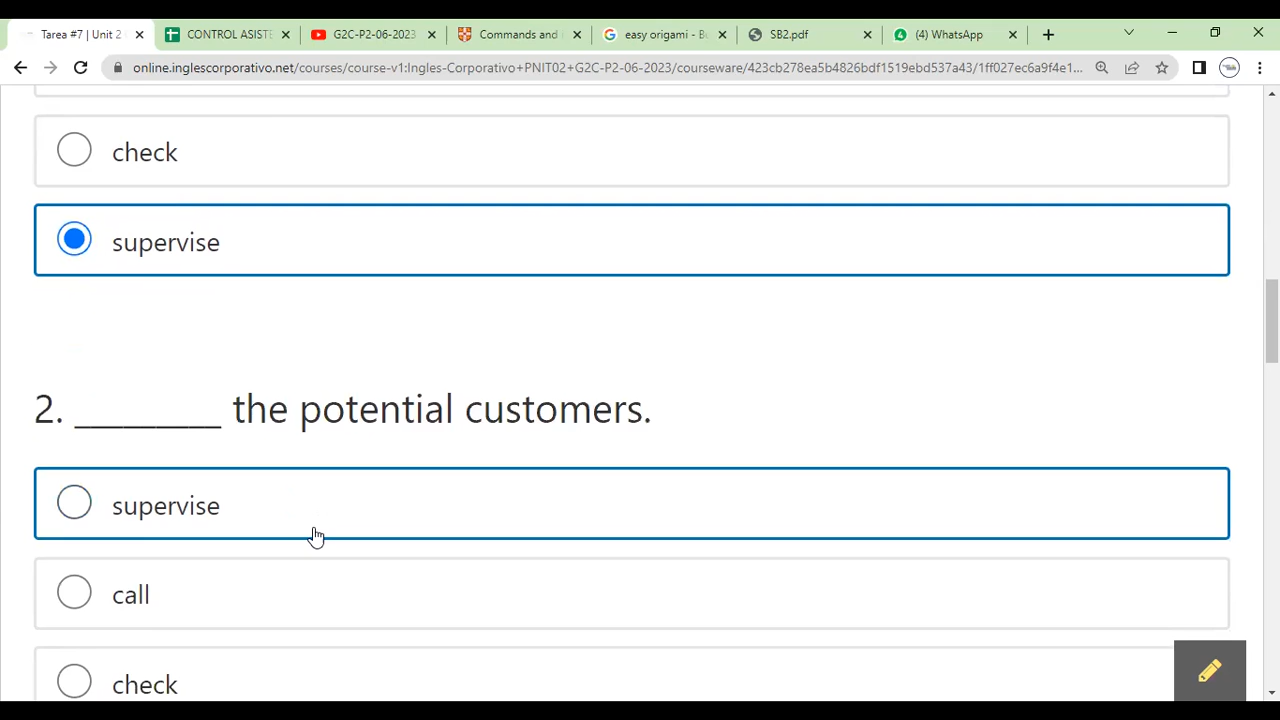 Tarea #7 | Unit 2
CONTROL ASISTE
G2C-P2-06-2023
Commands and
easy origami - Bu
SB2.pdf
(4) WhatsApp
online.inglescorporativo.net/courses/course-v1:Ingles-Corporativo+PNIT02+G2C-P2-06-2023/courseware/423cb278ea5b4826bdf1519ebd537a43/1ff027ec6a9f4e1...
check
supervise
2. _________ the potential customers.
supervise
call
check